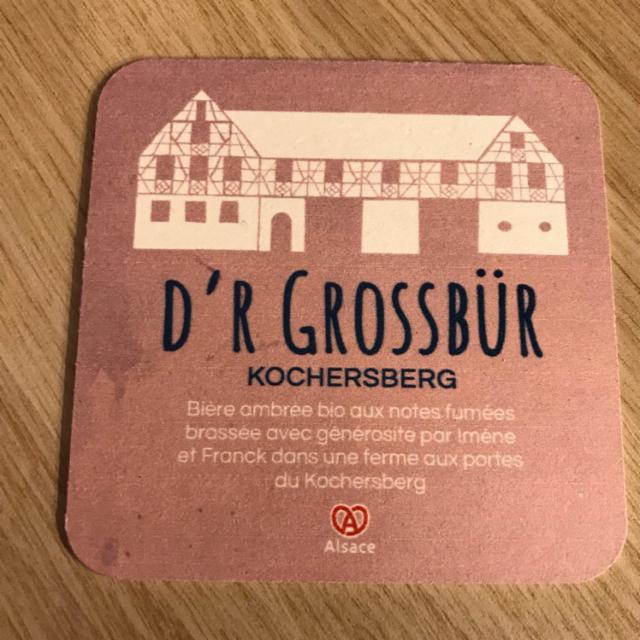 D'R GROSSBÜR
KOCHERSBERG
Bière ambrée bio aux notes fumées
brassée avec générosite par Imène
et Franck dans une ferme aux portes
du Kochersberg
Alsace